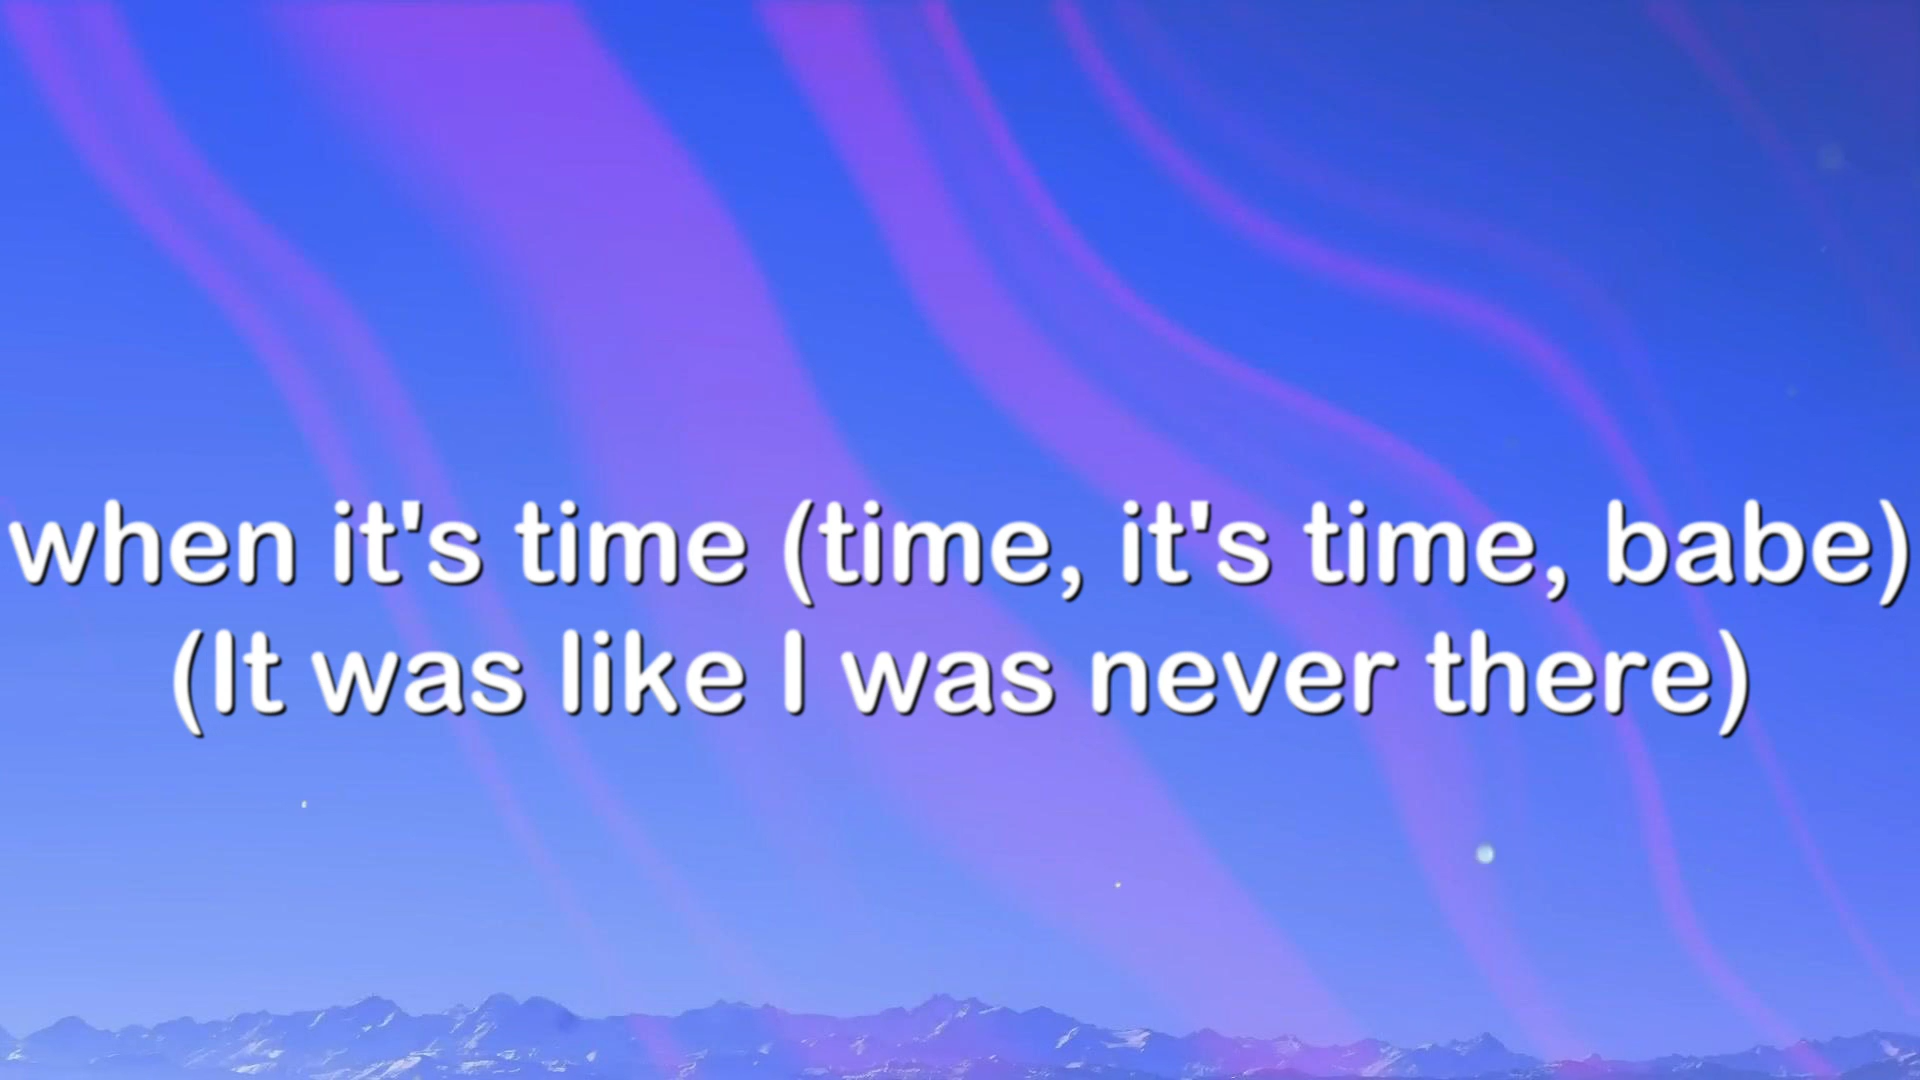 when it's time (time, it's time, babe)
(It was like I was never there)